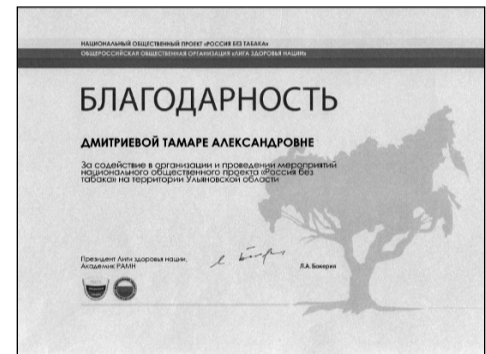 НАЦИОНАЛЬНЫЙ ОБЩЕСТВЕННЫЙ ПРОЕКТ «РОССИЯ БЕЗ ТАБАКА»
ОБЩЕРОССИЙСКАЯ ОБЩЕСТВЕННАЯ ОРГАНИЗАЦИЯ «ЛИГА ЗДОРОВЬЯ НАЦИИ»
БЛАГОДАРНОСТЬ
ДМИТРИЕВОЙ ТАМАРЕ АЛЕКСАНДРОВНЕ
За содействие в организации и проведении мероприятий
национального общественного проекта «Россия без
табака» на территории Ульяновской области
Президент Лиги здоровья нации,
Академик РАМН
Л.А. Бокерия